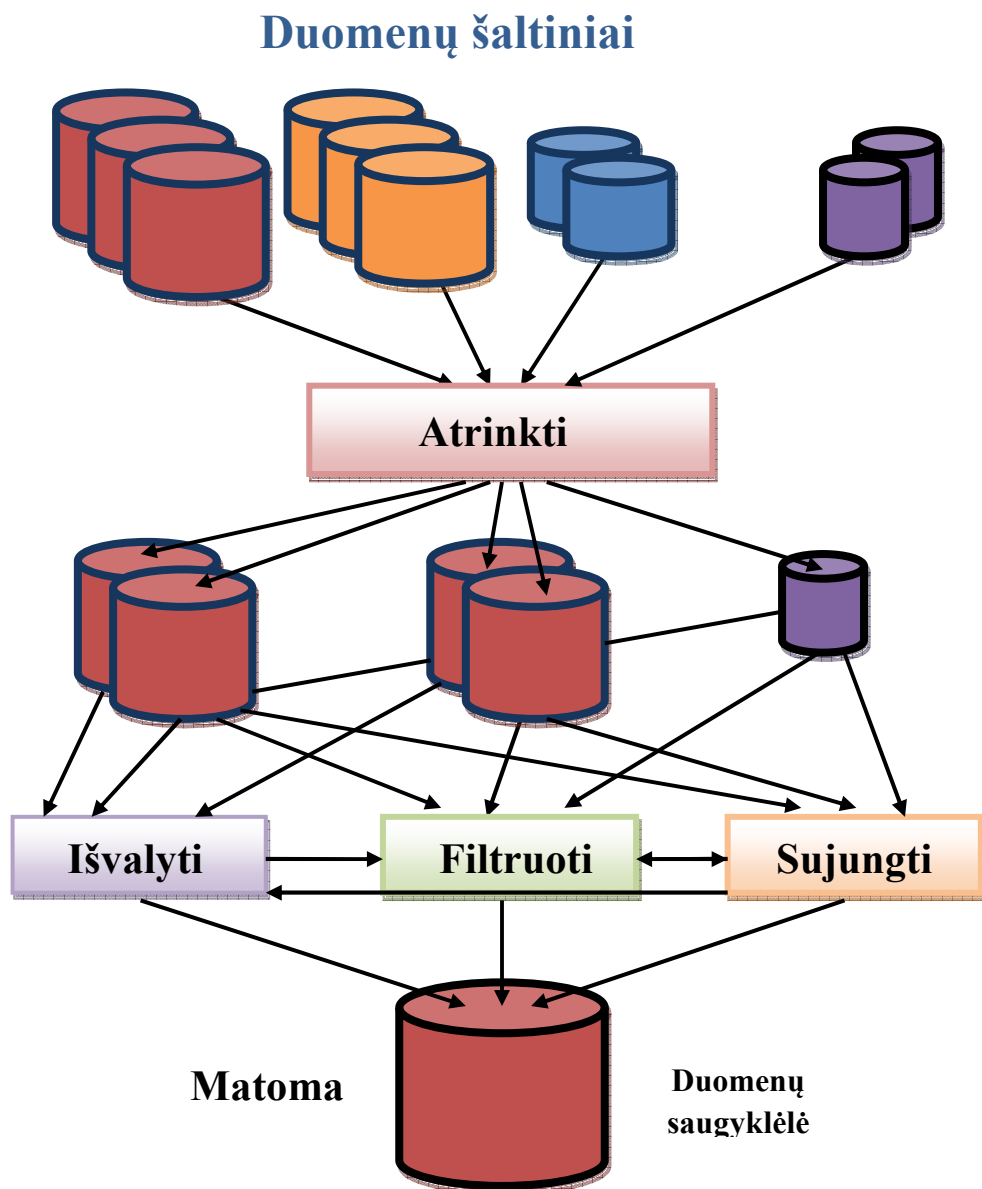 Duomenų šaltiniai
Atrinkti
Išvalyti
Filtruoti
Sujungti
Matoma
Duomenų
saugyklėlė